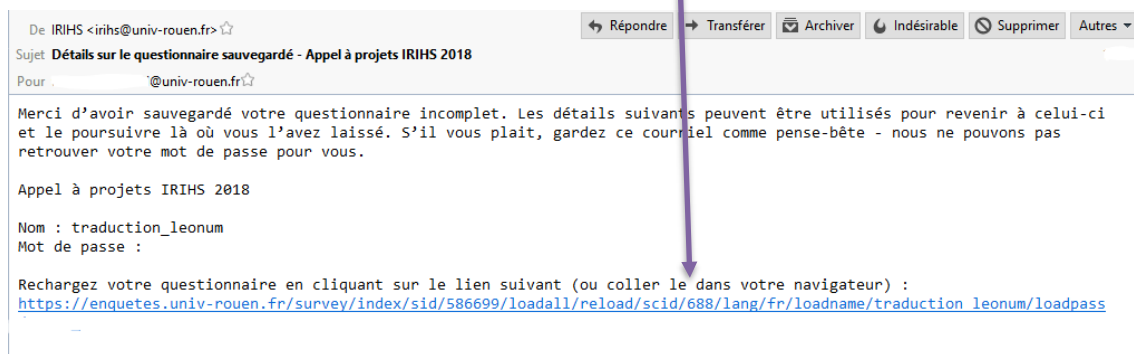 De IRIHS <irihs@univ-rouen.fr> Répondre Transférer Archiver Indésirable Supprimer Autres
Sujet Détails sur le questionnaire sauvegardé - Appel à projets IRIHS 2018
Pour @univ-rouen.fr
Merci d’avoir sauvegardé votre questionnaire incomplet. Les détails suivants peuvent être utilisés pour revenir à celui-ci
et le poursuivre là où vous l’avez laissé. S’il vous plait, gardez ce courriel comme pense-bête - nous ne pouvons pas
retrouver votre mot de passe pour vous.
Appel à projets IRIHS 2018
Nom : traduction_leonum
Mot de passe :
Rechargez votre questionnaire en cliquant sur le lien suivant (ou coller le dans votre navigateur) :
https://enquetes.univ-rouen.fr/survey/index/sid/586699/loadall/reload/scid/688/lang/fr/loadname/traduction_leonum/loadpass